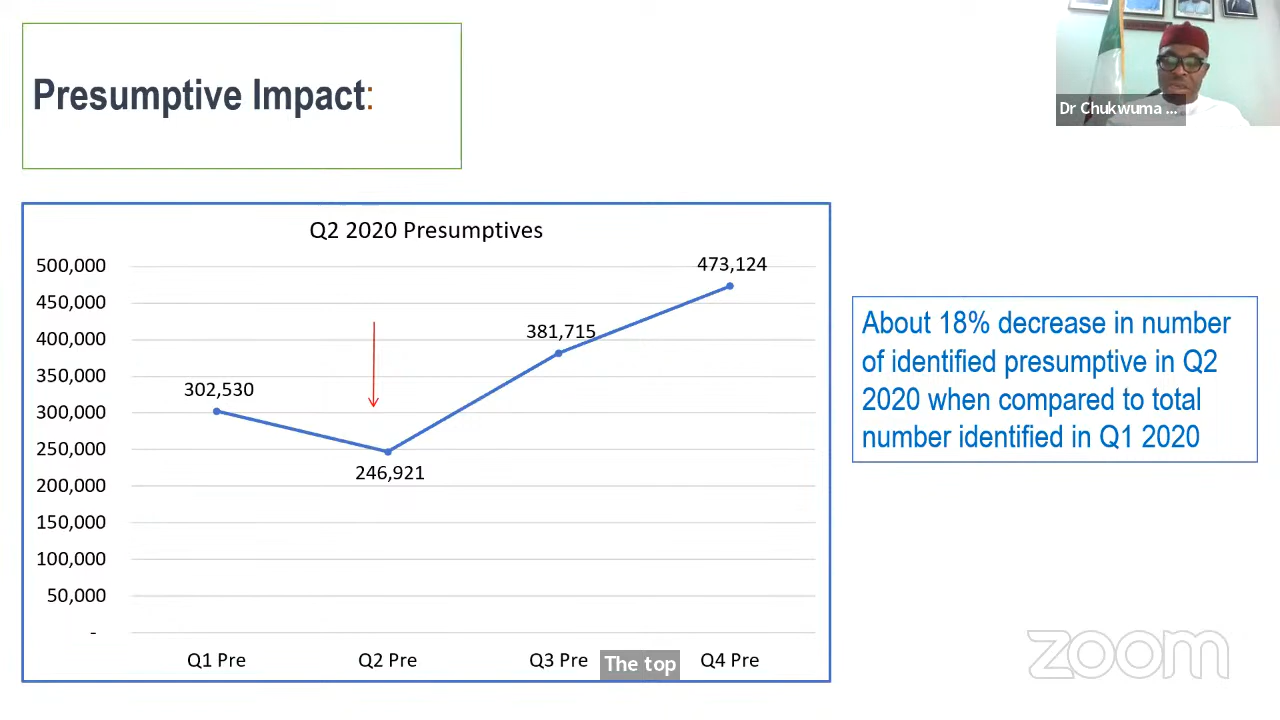 Presumptive Impact:
Dr Chukwuma ...
Q2 2020 Presumptives
500,000
450,000
400,000
350,000
300,000
250,000
200,000
150,000
100,000
50,000
-
302,530
246,921
381,715
473,124
Q1 Pre
Q2 Pre
Q3 Pre
Q4 Pre
The top
About 18% decrease in number
of identified presumptive in Q2
2020 when compared to total
number identified in Q1 2020
zoom